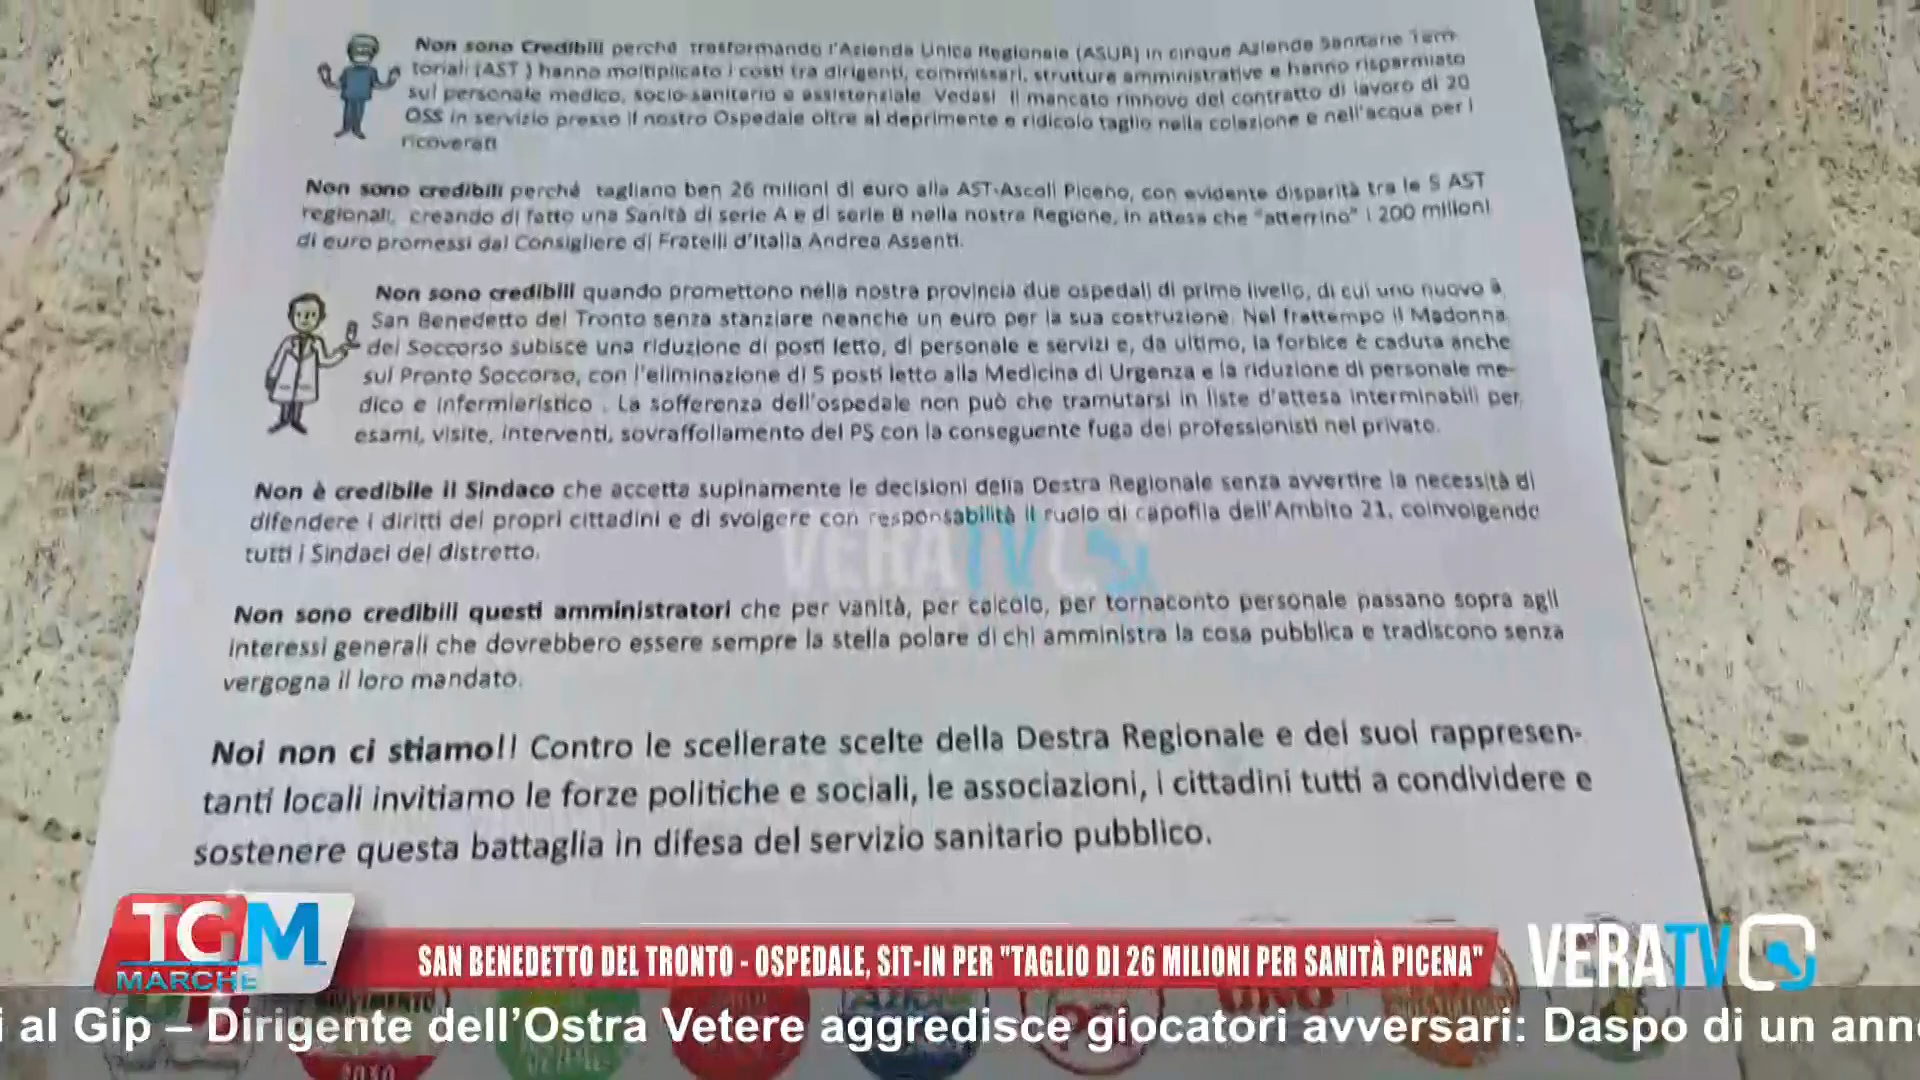 Non sono Credibili perché trasformando l'Azienda Unica Regionale (ASUR) in cinque Aziende Sanitarie Terri-
toriali (AST ) hanno moltiplicato i costi tra dirigenti, commissari, strutture amministrative e hanno risparmiato
sul personale medico, socio-sanitario e assistenziale. Vedasi il mancato rinnovo del contratto di lavoro di 20
OSS in servizio presso il nostro Ospedale oltre al deprimente e ridicolo taglio nella colazione e nell'acqua per i
ricoverati
Non sono credibili perché tagliano ben 26 milioni di euro alla AST-Ascoli Piceno, con evidente disparità tra le 5 AST
regionali, creando di fatto una Sanità di serie A e di serie B nella nostra Regione, in attesa che "atterrino" i 200 milioni
di euro promessi dal Consigliere di Fratelli d'Italia Andrea Assenti.
Non sono credibili quando promettono nella nostra provincia due ospedali di primo livello, di cui uno nuovo a
San Benedetto del Tronto senza stanziare neanche un euro per la sua costruzione. Nel frattempo il Madonna
del Soccorso subisce una riduzione di posti letto, di personale e servizi e, da ultimo, la forbice è caduta anche
sul Pronto Soccorso, con l'eliminazione di 5 posti letto alla Medicina di Urgenza e la riduzione di personale me-
dico e infermieristico . La sofferenza dell'ospedale non può che tramutarsi in liste d'attesa interminabili per
esami, visite, interventi, sovraffollamento del PS con la conseguente fuga dei professionisti nel privato.
Non è credibile il Sindaco che accetta supinamente le decisioni della Destra Regionale senza avvertire la necessità di
difendere i diritti dei propri cittadini e di svolgere con responsabilità il ruolo di capofila dell'Ambito 21, coinvolgendo
tutti i Sindaci del distretto.
VERATV
Non sono credibili questi amministratori che per vanità, per calcolo, per tornaconto personale passano sopra agli
interessi generali che dovrebbero essere sempre la stella polare di chi amministra la cosa pubblica e tradiscono senza
vergogna il loro mandato.
Noi non ci stiamo!! Contro le scellerate scelte della Destra Regionale e dei suoi rappresen-
tanti locali invitiamo le forze politiche e sociali, le associazioni, i cittadini tutti a condividere e
sostenere questa battaglia in difesa del servizio sanitario pubblico.
TGM
MARCHE
SAN BENEDETTO DEL TRONTO - OSPEDALE, SIT-IN PER "TAGLIO DI 26 MILIONI PER SANITÀ PICENA"
VERATV
i al Gip – Dirigente dell'Ostra Vetere aggredisce giocatori avversari: Daspo di un anno